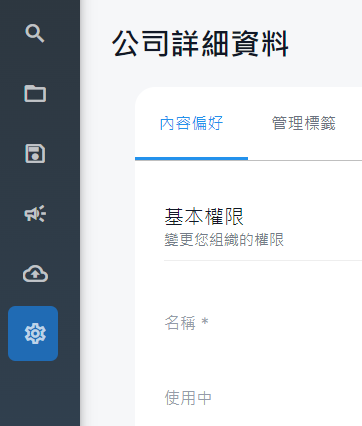 公司詳細資料
內容偏好
管理標籤
基本權限
變更您組織的權限
名稱 *
使用中